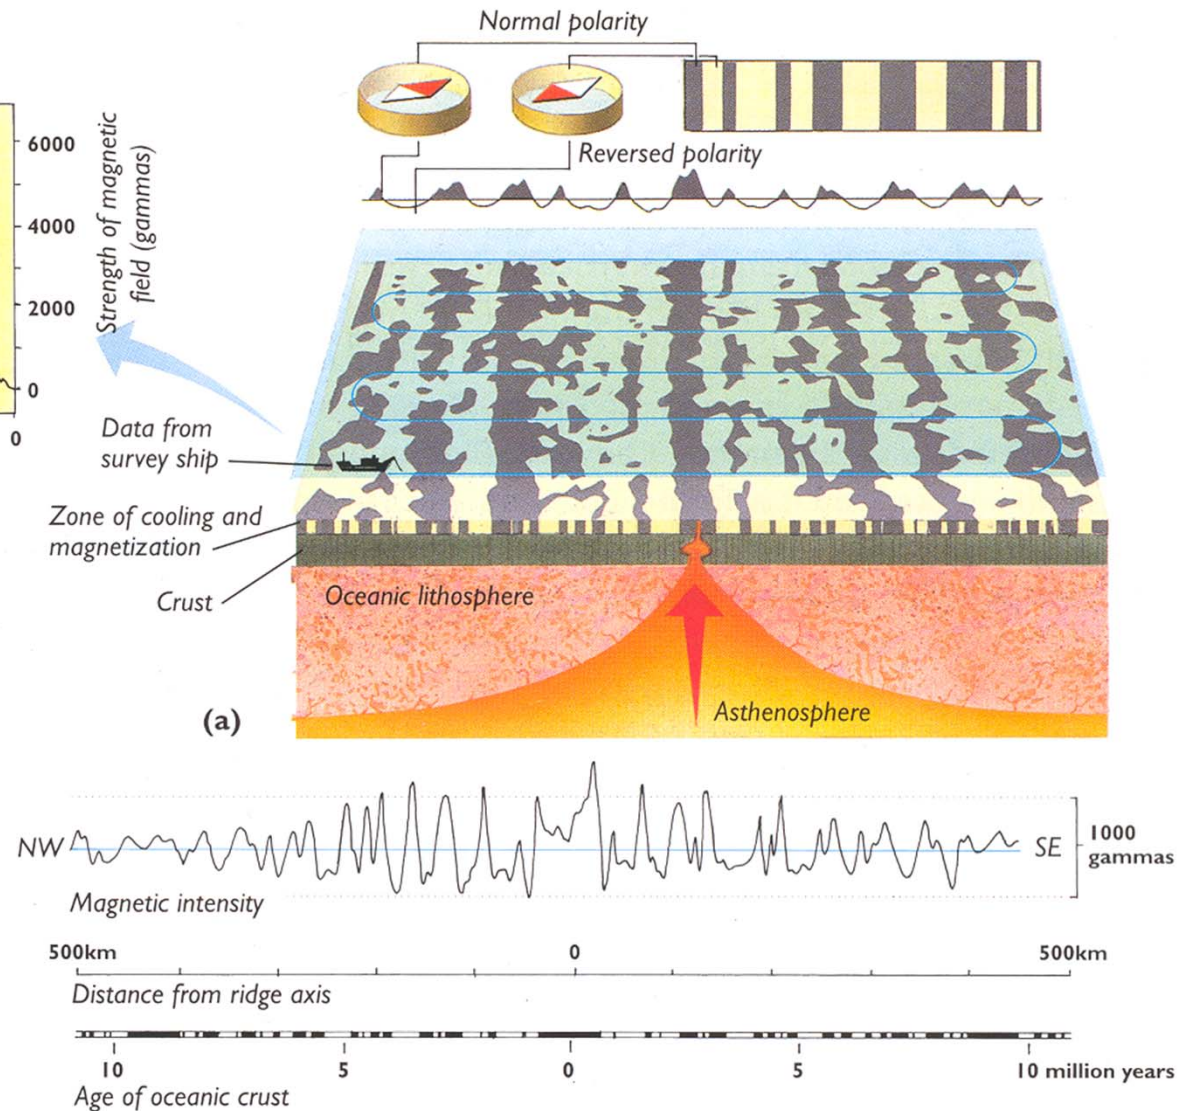 Normal polarity
Reversed polarity
6000
4000
2000
0
0
Strength of magnetic
field (gammas)
Data from
survey ship
Zone of cooling and
magnetization
Crust
Oceanic lithosphere
Asthenosphere
(a)
NW
SE
1000
gammas
Magnetic intensity
500km 0 500km
Distance from ridge axis
10 5 0 5 10 million years
Age of oceanic crust